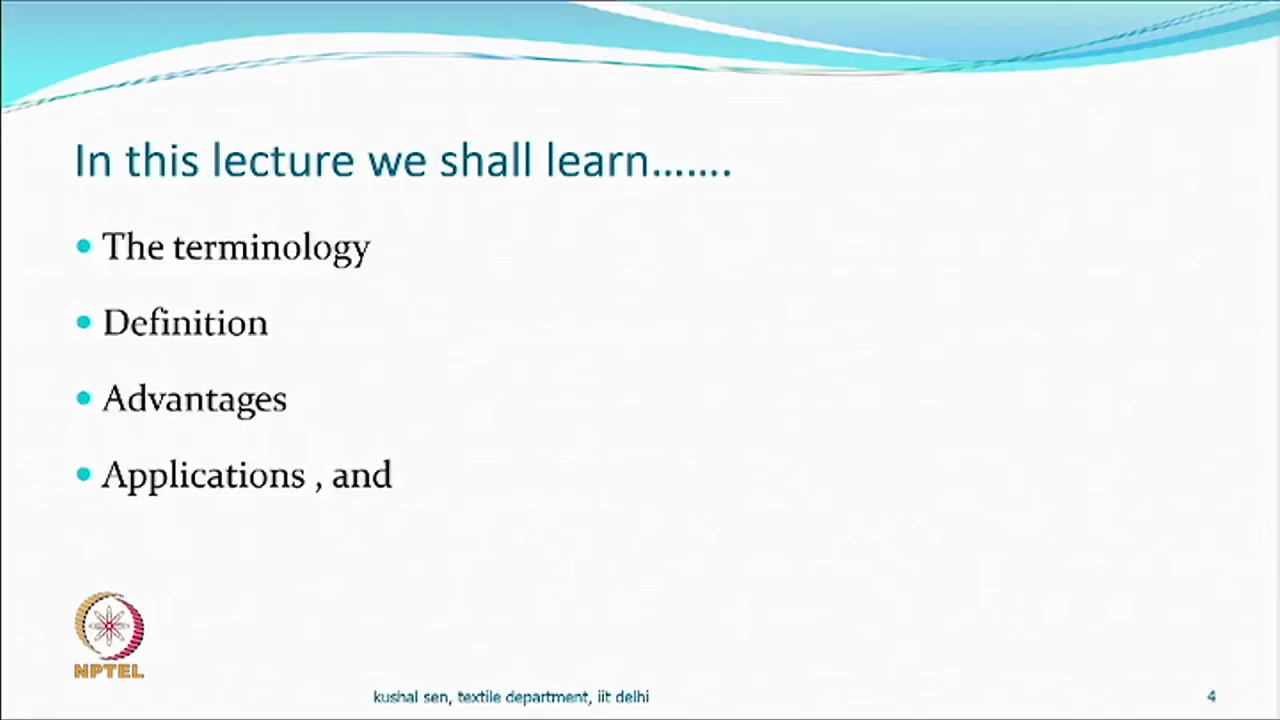 In this lecture we shall learn.......
The terminology
Definition
Advantages
Applications , and
NPTEL
kushal sen, textile department, iit delhi
4